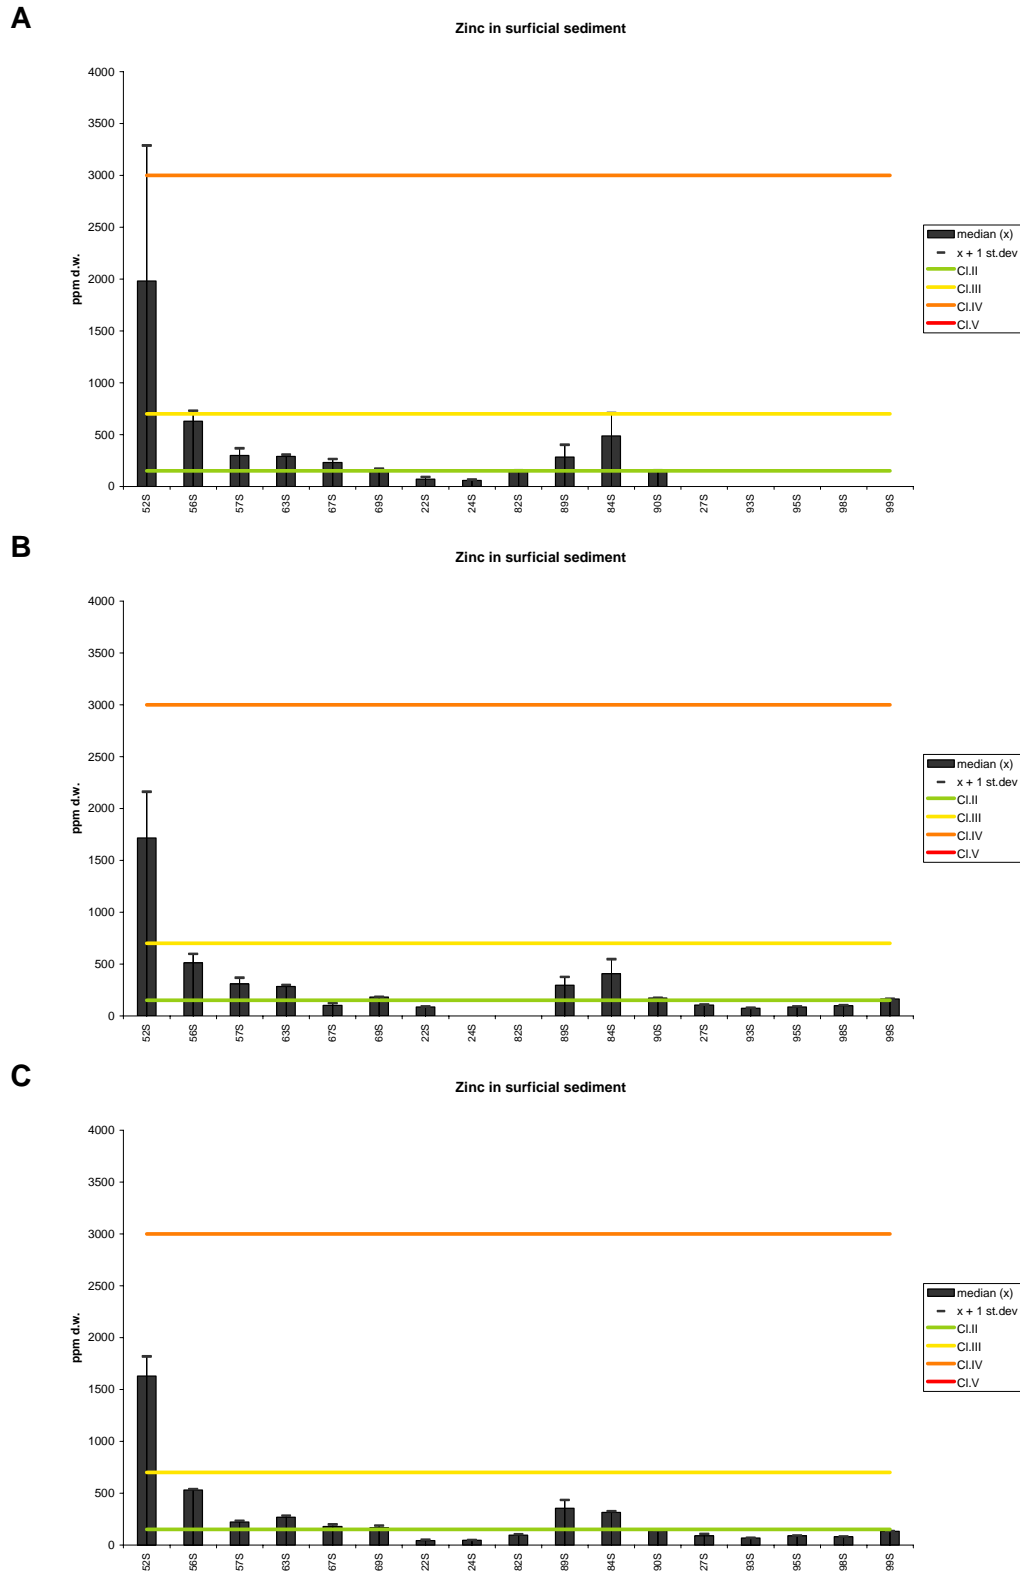 A
Zinc in surficial sediment
4000
3500
3000
2500
2000
1500
1000
500
0
ppm d.w.
52S 56S 57S 63S 67S 69S 22S 24S 82S 89S 84S 90S 27S 93S 95S 98S 99S
median (x)
x + 1 st.dev
Cl.II
Cl.III
Cl.IV
Cl.V
B
Zinc in surficial sediment
4000
3500
3000
2500
2000
1500
1000
500
0
ppm d.w.
52S 56S 57S 63S 67S 69S 22S 24S 82S 89S 84S 90S 27S 93S 95S 98S 99S
median (x)
x + 1 st.dev
Cl.II
Cl.III
Cl.IV
Cl.V
C
Zinc in surficial sediment
4000
3500
3000
2500
2000
1500
1000
500
0
ppm d.w.
52S 56S 57S 63S 67S 69S 22S 24S 82S 89S 84S 90S 27S 93S 95S 98S 99S
median (x)
x + 1 st.dev
Cl.II
Cl.III
Cl.IV
Cl.V